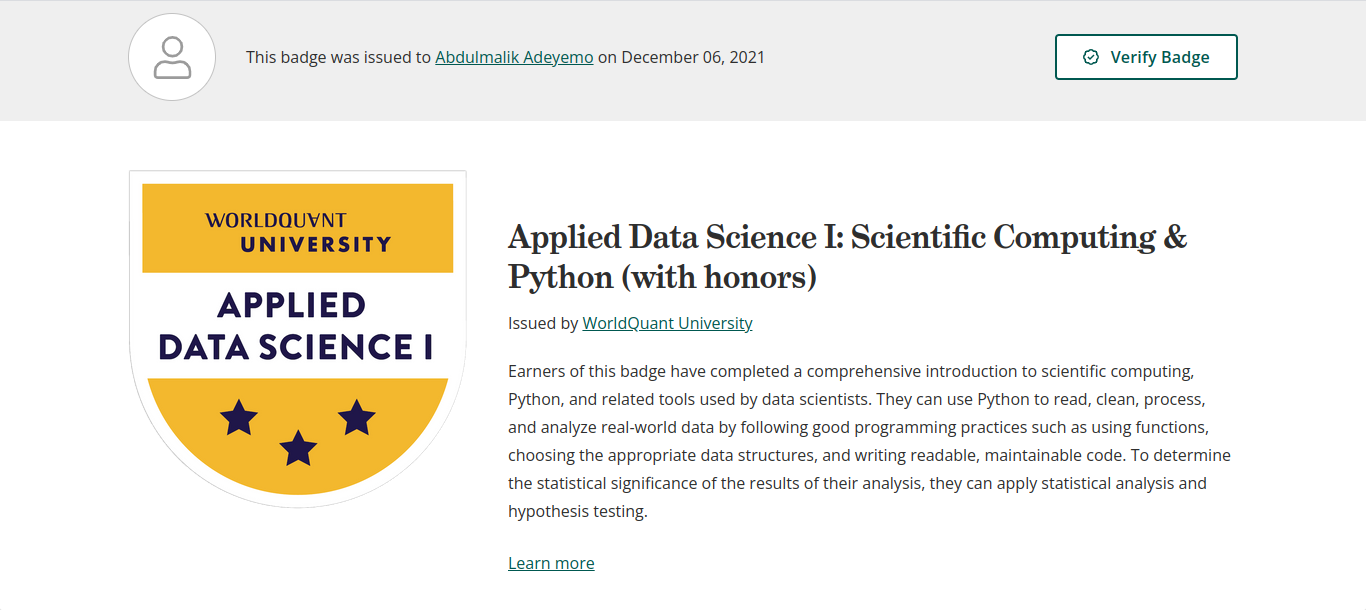 This badge was issued to Abdulmalik Adeyemo on December 06, 2021
Verify Badge
WORLDQUANT
UNIVERSITY
APPLIED
DATA SCIENCE I
Applied Data Science I: Scientific Computing &
Python (with honors)
Issued by WorldQuant University
Earners of this badge have completed a comprehensive introduction to scientific computing,
Python, and related tools used by data scientists. They can use Python to read, clean, process,
and analyze real-world data by following good programming practices such as using functions,
choosing the appropriate data structures, and writing readable, maintainable code. To determine
the statistical significance of the results of their analysis, they can apply statistical analysis and
hypothesis testing.
Learn more